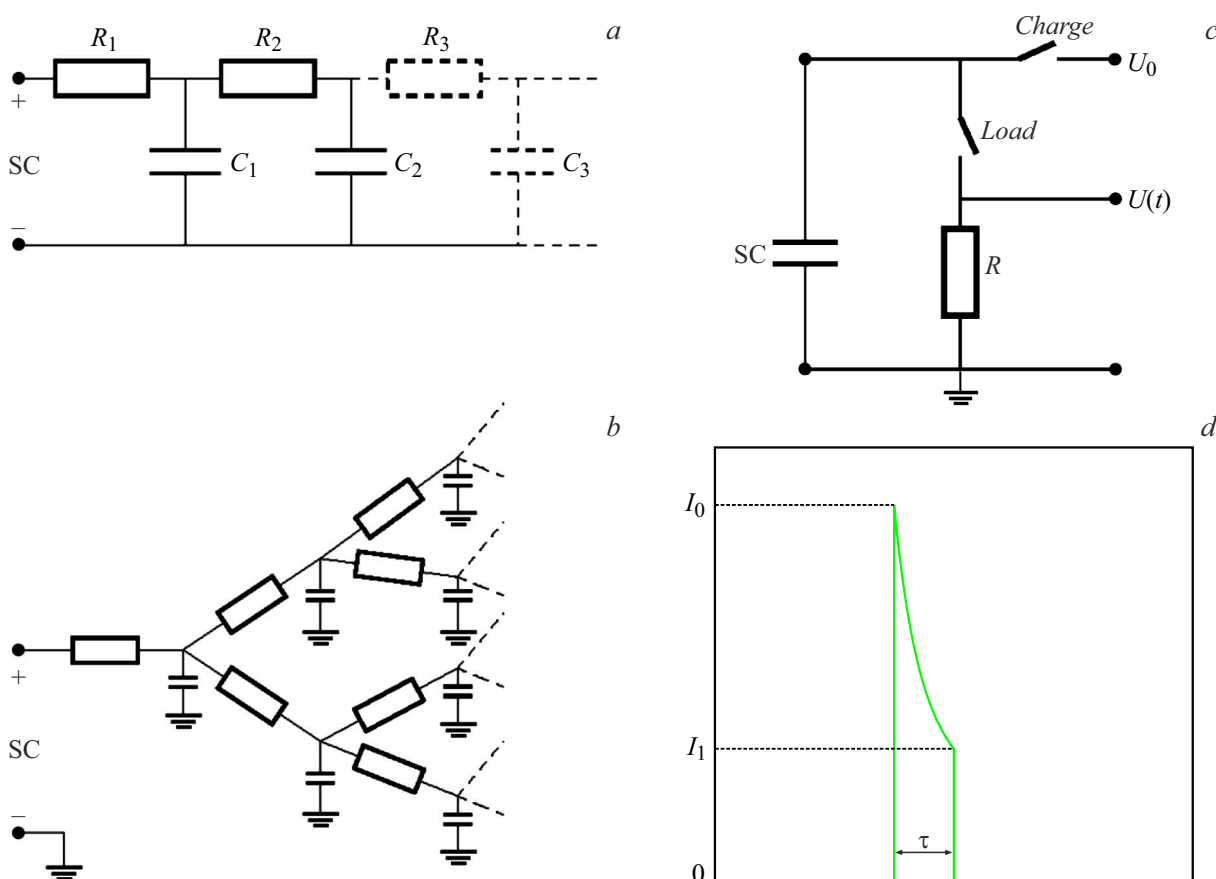 a
R1 R2 R3
+
SC C1 C2 C3
–
c
Charge
U0
Load
U(t)
SC R
b
+
SC
–
d
I0
I1
τ
0